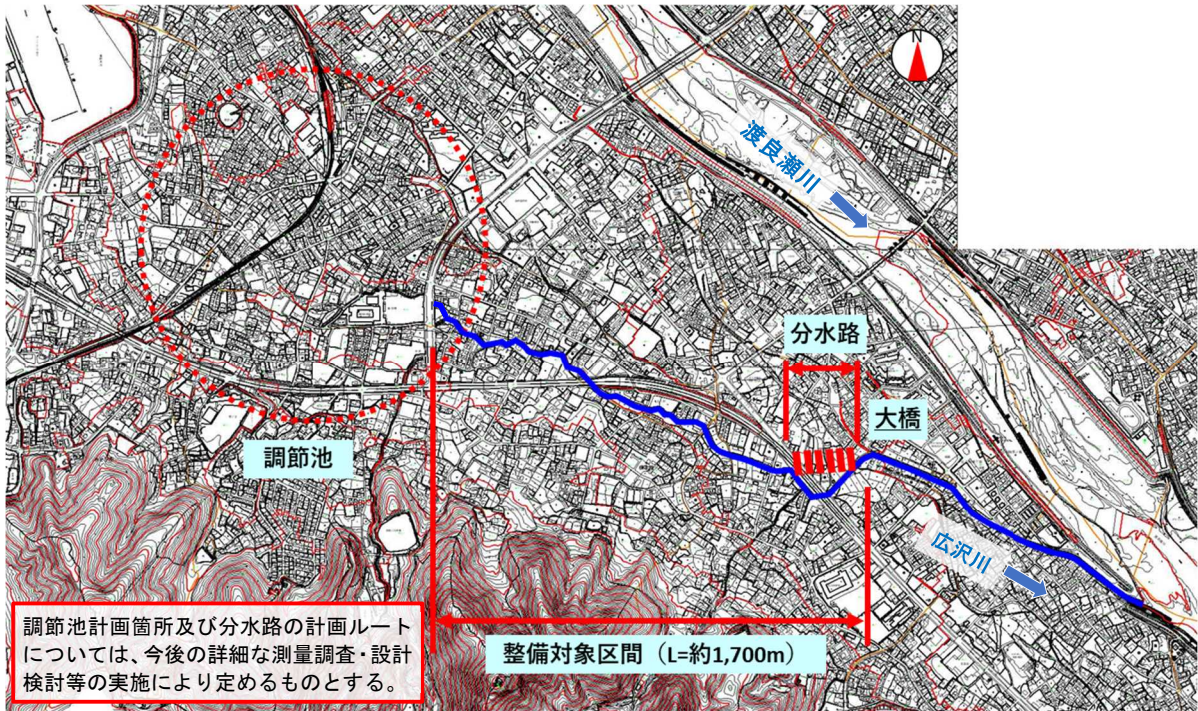 N
渡良瀬川
分水路
大橋
調節池
広沢川
整備対象区間（L=約1,700m）
調節池計画箇所及び分水路の計画ルート
については、今後の詳細な測量調査・設計
検討等の実施により定めるものとする。